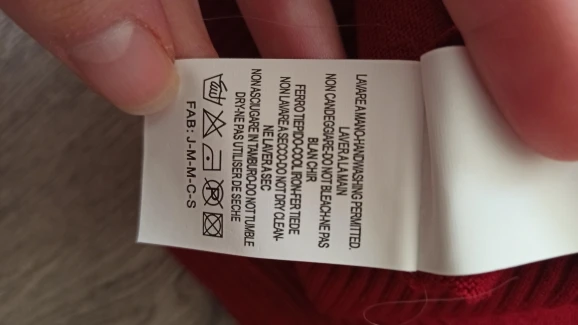 LAVARE A MANO-HANDWASHING PERMITTED.
LAVER A LA MAIN
NON CANDEGGIARE-DO NOT BLEACH-NE PAS
BLAN CHIR
FERRO TIEPIDO-COOL IRON-FER TIEDE
NON LAVARE A SECCO-DO NOT DRY CLEAN-
NE LAVER A SEC
NON ASCIUGARE IN TAMBURO-DO NOT TUMBLE
DRY-NE PAS UTILISER DE SECHE
P
FAB: J-M-M-C-S